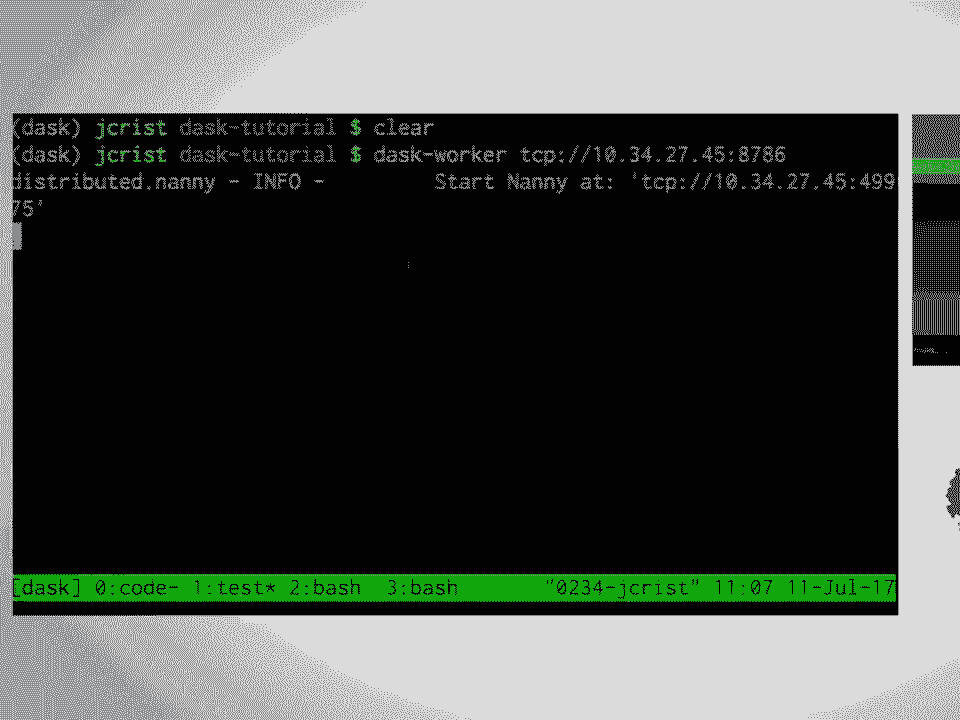 (dask) jcrist dask-tutorial $ clear
(dask) jcrist dask-tutorial $ dask-worker tcp://10.34.27.45:8786
distributed.nanny - INFO -         Start Nanny at: 'tcp://10.34.27.45:499
75'
[dask] 0:code- 1:test* 2:bash  3:bash       "0234-jcrist" 11:07 11-Jul-17